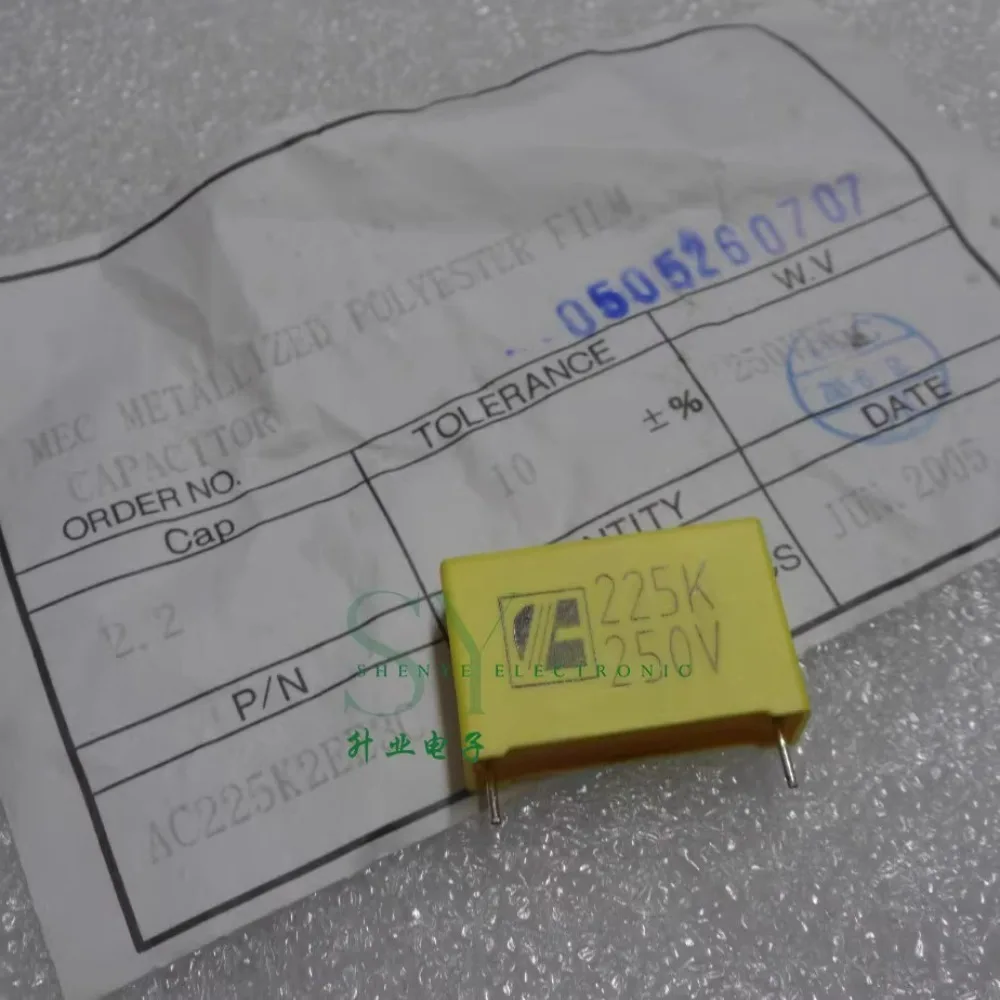 MEC METALLIZED POLYESTER FILM
CAPACITOR
0505260707
ORDER NO.
Cap
TOLERANCE
W.V
2.2
10
±%
P/N
DATE
JUN. 2005
AC225K2E
225K
250V
SY
SHENYE ELECTRONIC
升业电子